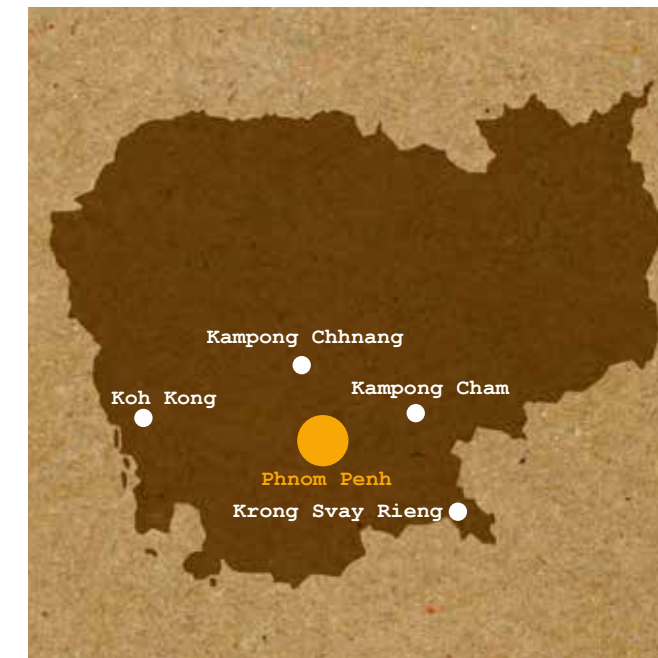 Kampong Chhnang
Kampong Cham
Koh Kong
Phnom Penh
Krong Svay Rieng